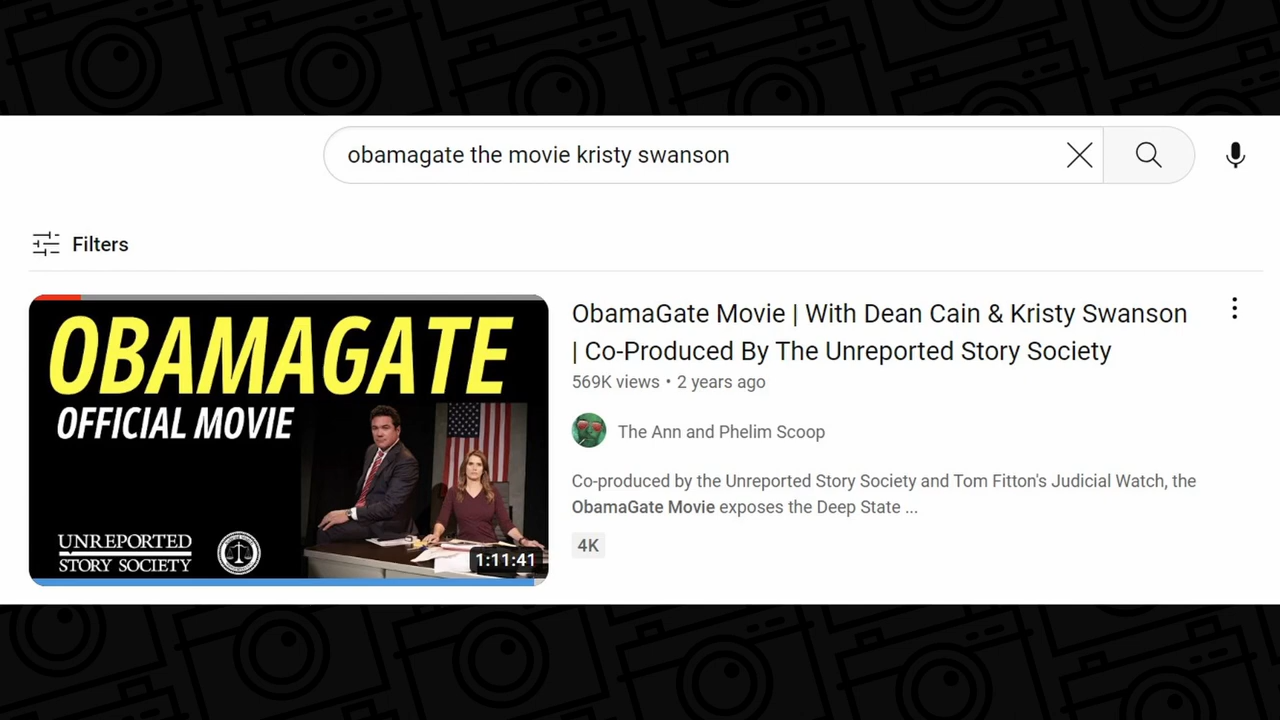 obamagate the movie kristy swanson
Filters
OBAMAGATE
OFFICIAL MOVIE
UNREPORTED
STORY SOCIETY
1:11:41
ObamaGate Movie | With Dean Cain & Kristy Swanson
| Co-Produced By The Unreported Story Society
569K views • 2 years ago
The Ann and Phelim Scoop
Co-produced by the Unreported Story Society and Tom Fitton's Judicial Watch, the
ObamaGate Movie exposes the Deep State ...
4K